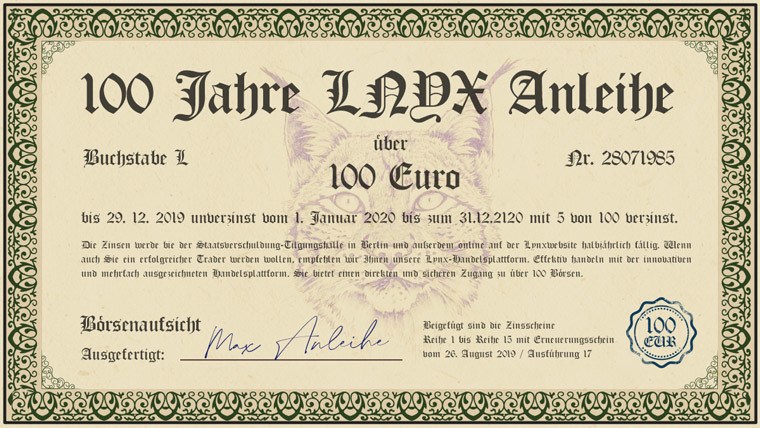 100 Jahre LNYX Anleihe
über
Buchstabe L
Nr. 28071985
100 Euro
bis 29. 12. 2019 unverzinst vom 1. Januar 2020 bis zum 31.12.2120 mit 5 von 100 verzinst.
Die Zinsen werde bie der Staatsverschuldung-Tilgungshalle in Berlin und außerdem online auf der Lynxwebsite halbjährlich fällig. Wenn
auch Sie ein erfolgreicher Trader werden wollen, empfehlen wir Ihnen unsere Lynx-Handelsplattform. Effektiv handeln mit der innovativen
und mehrfach ausgezeichneten Handelsplattform. Sie bietet einen direkten und sicheren Zugang zu über 100 Börsen.
Börsenaufsicht
Ausgefertigt:
Max Anleihe
Beigefügt sind die Zinsscheine
Reihe 1 bis Reihe 15 mit Erneuerungsschein
vom 26. August 2019 / Ausführung 17
100
EUR